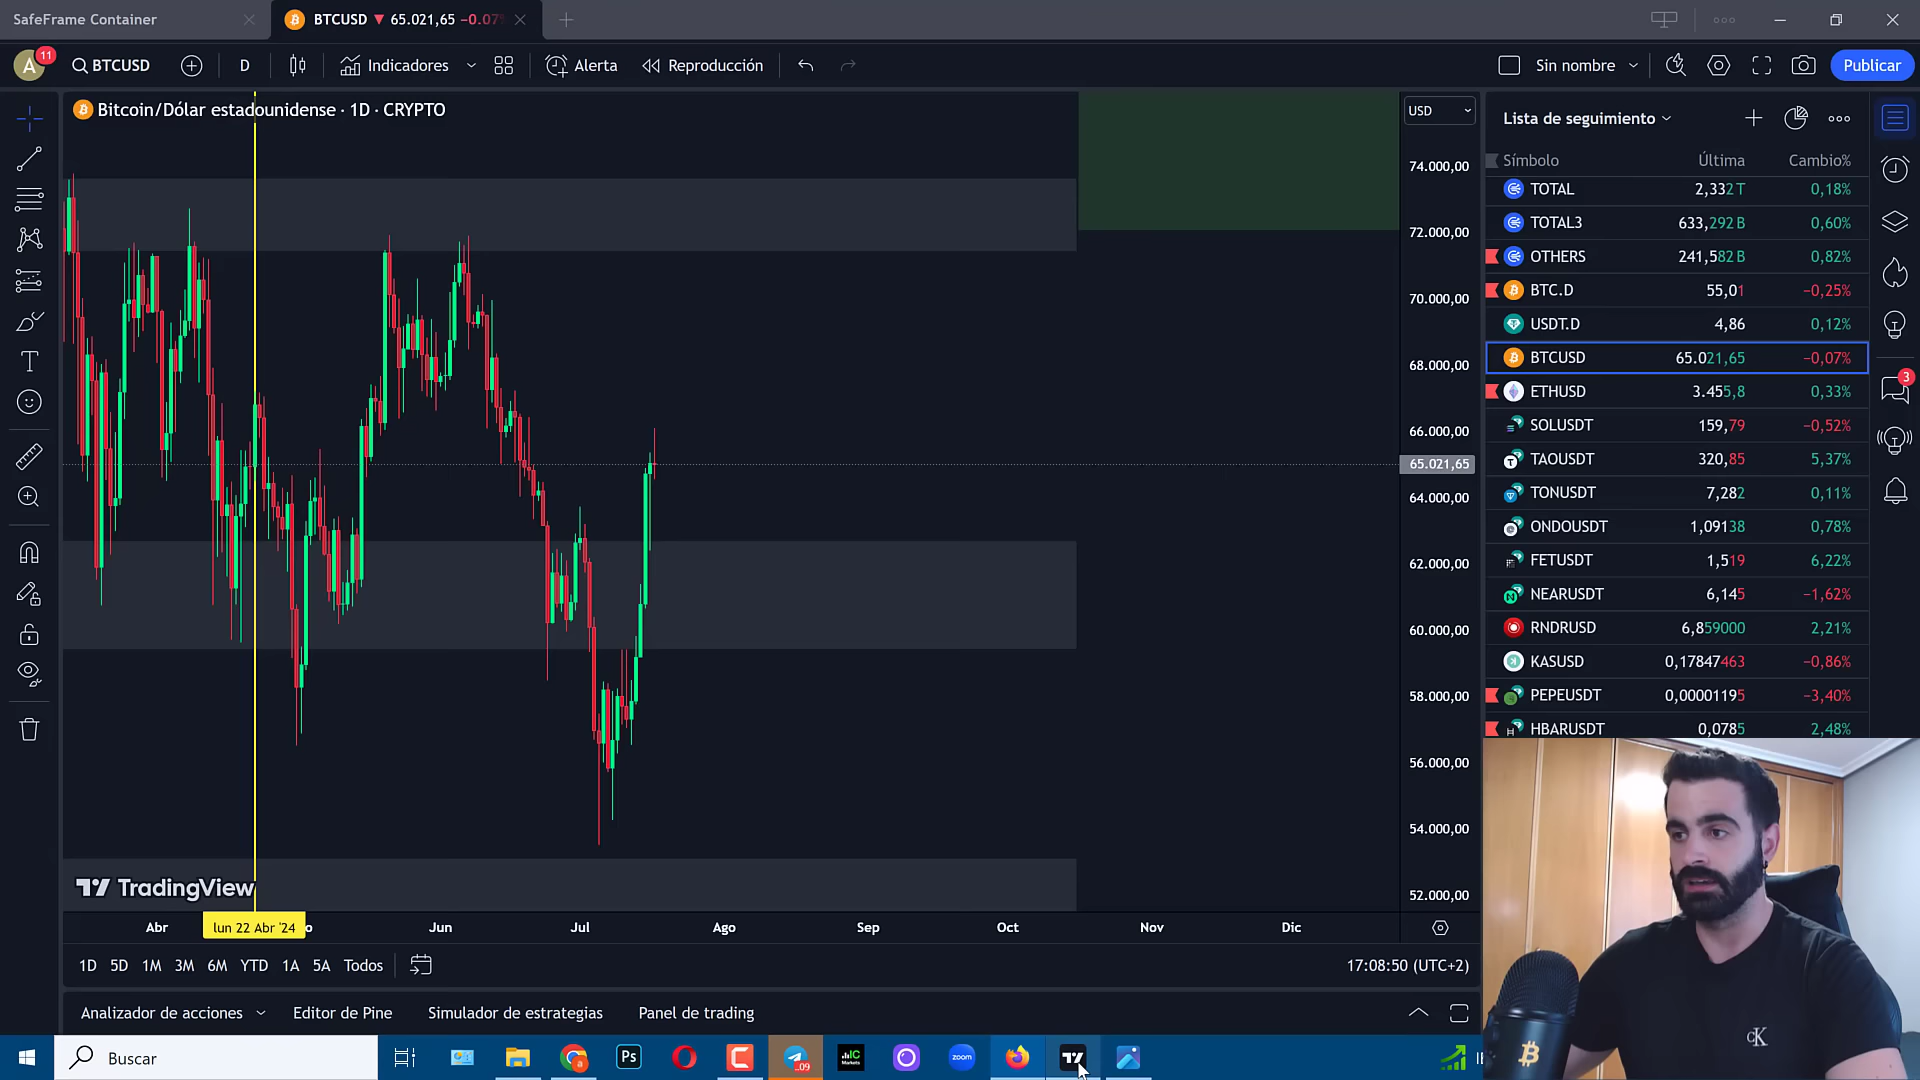 SafeFrame Container
BTCUSD 65.021,65 −0.07
A 11 BTCUSD D Indicadores Alerta Reproducción Sin nombre Publicar
Bitcoin/Dólar estadounidense · 1D · CRYPTO
USD
74.000,00
72.000,00
70.000,00
68.000,00
66.000,00
65.021,65
64.000,00
62.000,00
60.000,00
58.000,00
56.000,00
54.000,00
52.000,00
TradingView
Abr lun 22 Abr '24 o Jun Jul Ago Sep Oct Nov Dic
1D 5D 1M 3M 6M YTD 1A 5A Todos 17:08:50 (UTC+2)
Analizador de acciones Editor de Pine Simulador de estrategias Panel de trading
Lista de seguimiento
Símbolo Última Cambio%
TOTAL 2,332 T 0,18%
TOTAL3 633,292 B 0,60%
OTHERS 241,582 B 0,82%
BTC.D 55,01 −0,25%
USDT.D 4,86 0,12%
BTCUSD 65.021,65 −0,07%
ETHUSD 3.455,8 0,33%
SOLUSDT 159,79 −0,52%
TAOUSDT 320,85 5,37%
TONUSDT 7,282 0,11%
ONDOUSDT 1,09138 0,78%
FETUSDT 1,519 6,22%
NEARUSDT 6,145 −1,62%
RNDRUSD 6,859000 2,21%
KASUSD 0,17847463 −0,86%
PEPEUSDT 0,00001195 −3,40%
HBARUSDT 0,0785 2,48%
3
cK
Buscar
Ps
.09
IC
Markets
zoom